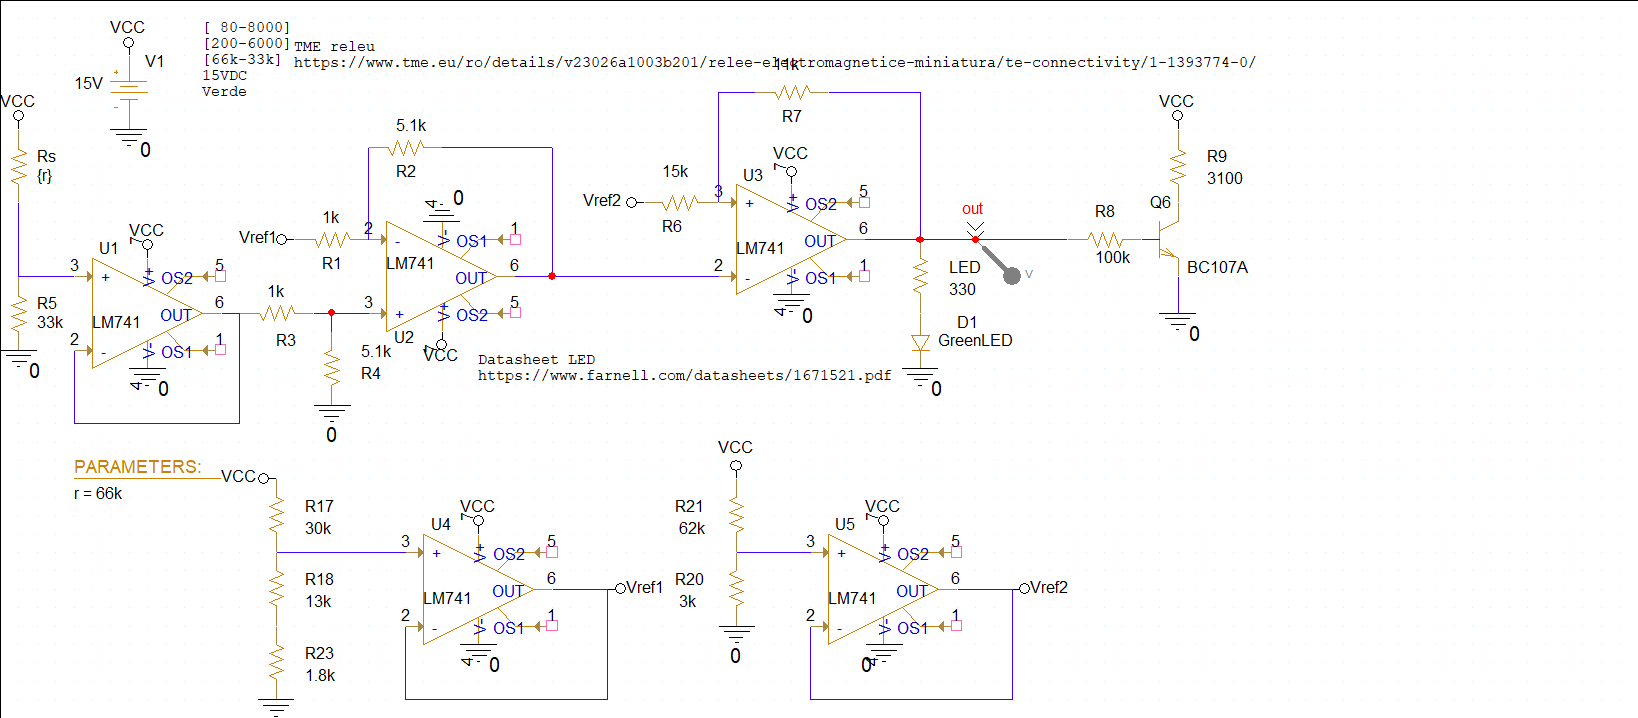 VCC
V1
15V
0
[ 80-8000]
[200-6000]
[66k-33k]
15VDC
Verde
TME releu
https://www.tme.eu/ro/details/v23026a1003b201/relee-electromagnetice-miniatura/te-connectivity/1-1393774-0/
VCC
Rs
{r}
R5
33k
0
U1
VCC
7
3
+
V+
OS2
5
6
OUT
LM741
2
-
V-
OS1
1
4
0
1k
R3
Vref1
1k
R1
5.1k
R2
4
0
2
-
V-
OS1
1
LM741
OUT
6
3
+
V+
OS2
5
U2
7
VCC
5.1k
R4
0
Datasheet LED
https://www.farnell.com/datasheets/1671521.pdf
11k
R7
Vref2
15k
R6
U3
VCC
7
3
+
V+
OS2
5
LM741
OUT
6
2
-
V-
OS1
1
4
0
out
V
LED
330
D1
GreenLED
0
R8
100k
VCC
R9
3100
Q6
BC107A
0
PARAMETERS:
r = 66k
VCC
R17
30k
R18
13k
R23
1.8k
U4
VCC
7
3
+
V+
OS2
5
LM741
OUT
6
Vref1
2
-
V-
OS1
1
4
0
VCC
R21
62k
R20
3k
0
U5
VCC
7
3
+
V+
OS2
5
LM741
OUT
6
Vref2
2
-
V-
OS1
1
4
0